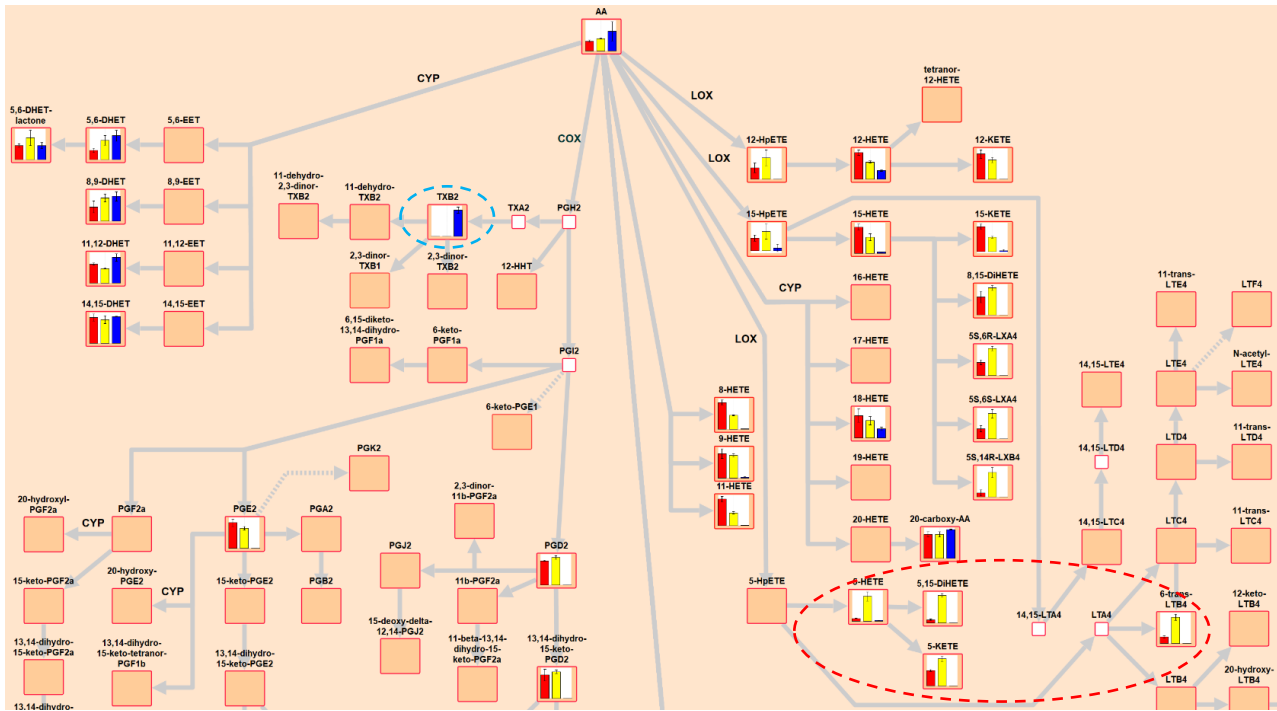 AA
CYP
LOX
COX
LOX
CYP
LOX
tetranor-
12-HETE
5,6-DHET-
lactone
5,6-DHET
5,6-EET
12-HpETE
12-HETE
12-KETE
8,9-DHET
8,9-EET
11-dehydro-
2,3-dinor-
TXB2
11-dehydro-
TXB2
TXB2
TXA2
PGH2
15-HpETE
15-HETE
15-KETE
11,12-DHET
11,12-EET
2,3-dinor-
TXB1
2,3-dinor-
TXB2
12-HHT
16-HETE
8,15-DiHETE
11-trans-
LTE4
LTF4
14,15-DHET
14,15-EET
6,15-diketo-
13,14-dihydro-
PGF1a
6-keto-
PGF1a
PGI2
17-HETE
5S,6R-LXA4
14,15-LTE4
LTE4
N-acetyl-
LTE4
6-keto-PGE1
8-HETE
18-HETE
5S,6S-LXA4
9-HETE
19-HETE
5S,14R-LXB4
14,15-LTD4
LTD4
11-trans-
LTD4
PGK2
11-HETE
20-hydroxyl-
PGF2a
CYP
PGF2a
PGE2
PGA2
2,3-dinor-
11b-PGF2a
20-HETE
20-carboxy-AA
14,15-LTC4
LTC4
11-trans-
LTC4
PGJ2
PGD2
15-keto-PGF2a
20-hydroxy-
PGE2
CYP
15-keto-PGE2
PGB2
11b-PGF2a
5-HpETE
-HETE
5,15-DiHETE
14,15-LTA4
LTA4
6-trans-
LTB4
12-keto-
LTB4
13,14-dihydro-
15-keto-PGF2a
13,14-dihydro-
15-keto-tetranor-
PGF1b
13,14-dihydro-
15-keto-PGE2
15-deoxy-delta-
12,14-PGJ2
11-beta-13,14-
dihydro-15-
keto-PGF2a
13,14-dihydro-
15-keto-
PGD2
5-KETE
LTB4
20-hydroxy-
LTB4
13,14-dihydro-